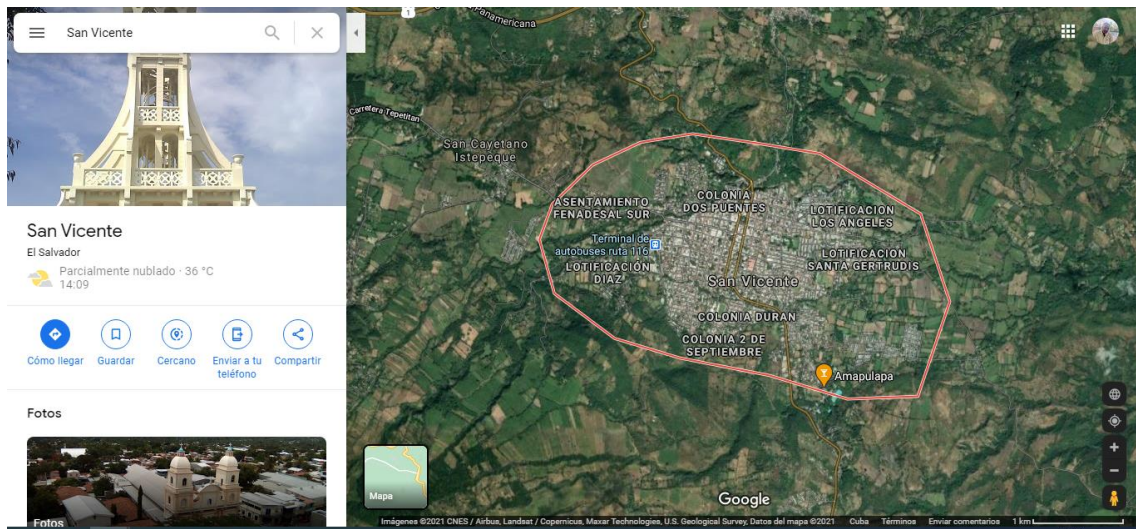 San Vicente
San Vicente
El Salvador
Parcialmente nublado · 36 °C
14:09
Cómo llegar
Guardar
Cercano
Enviar a tu
teléfono
Compartir
Fotos
Fotos
1
Panamericana
Carretera Tepetitan
San Cayetano
Istepeque
ASENTAMIENTO
FENADESAL SUR
COLONIA
DOS PUENTES
LOTIFICACION
LOS ANGELES
Terminal de
autobuses ruta 116
LOTIFICACIÓN
DIAZ
LOTIFICACION
SANTA GERTRUDIS
San Vicente
COLONIA DURAN
COLONIA 2 DE
SEPTIEMBRE
Amapulapa
Mapa
Google
Imágenes ©2021 CNES / Airbus, Landsat / Copernicus, Maxar Technologies, U.S. Geological Survey, Datos del mapa ©2021 Cuba Términos Enviar comentarios 1 km